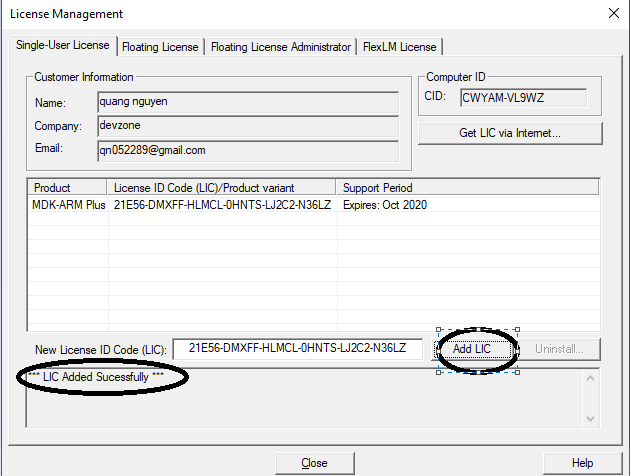 License Management
Single-User License Floating License Floating License Administrator FlexLM License
Customer Information
Name: quang nguyen
Company: devzone
Email: qn052289@gmail.com
Computer ID
CID: CWYAM-VL9WZ
Get LIC via Internet...
Product License ID Code (LIC)/Product variant Support Period
MDK-ARM Plus 21E56-DMXFF-HLMCL-0HNTS-LJ2C2-N36LZ Expires: Oct 2020
New License ID Code (LIC): 21E56-DMXFF-HLMCL-0HNTS-LJ2C2-N36LZ Add LIC Uninstall...
*** LIC Added Sucessfully ***
Close Help